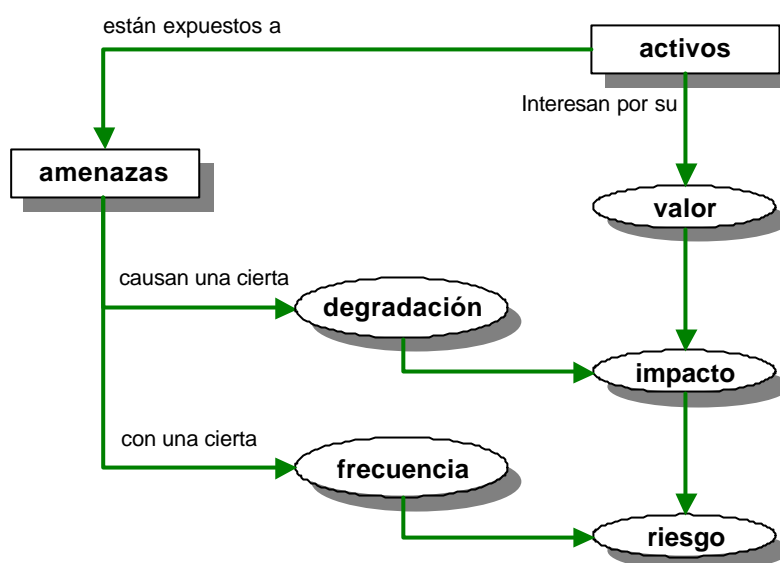 están expuestos a
activos
Interesan por su
amenazas
valor
causan una cierta
degradación
impacto
con una cierta
frecuencia
riesgo